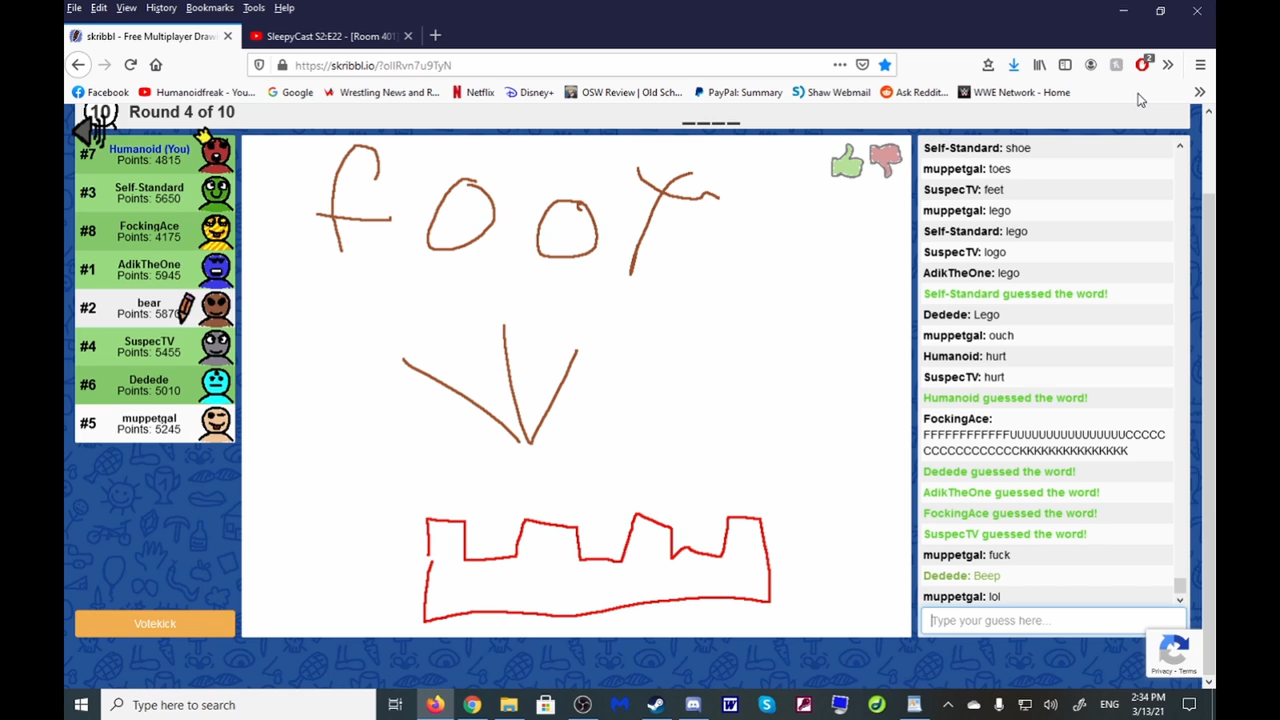 File Edit View History Bookmarks Tools Help
skribbl - Free Multiplayer Draw
SleepyCast S2:E22 - [Room 401]
https://skribbl.io/?olIRvn7u9TyN
2
Facebook Humanoidfreak - You... Google Wrestling News and R... Netflix Disney+ OSW Review | Old Sch... PayPal: Summary Shaw Webmail Ask Reddit... WWE Network - Home
10 Round 4 of 10 _ _ _ _
#7 Humanoid (You)
Points: 4815
#3 Self-Standard
Points: 5650
#8 FockingAce
Points: 4175
#1 AdikTheOne
Points: 5945
#2 bear
Points: 5870
#4 SuspecTV
Points: 5455
#6 Dedede
Points: 5010
#5 muppetgal
Points: 5245
Votekick
foot
Self-Standard: shoe
muppetgal: toes
SuspecTV: feet
muppetgal: lego
Self-Standard: lego
SuspecTV: logo
AdikTheOne: lego
Self-Standard guessed the word!
Dedede: Lego
muppetgal: ouch
Humanoid: hurt
SuspecTV: hurt
Humanoid guessed the word!
FockingAce:
FFFFFFFFFFFFUUUUUUUUUUUUUUUUCCCCC
CCCCCCCCCCCCKKKKKKKKKKKKKKK
Dedede guessed the word!
AdikTheOne guessed the word!
FockingAce guessed the word!
SuspecTV guessed the word!
muppetgal: fuck
Dedede: Beep
muppetgal: lol
Type your guess here...
Privacy - Terms
Type here to search
ENG
2:34 PM
3/13/21